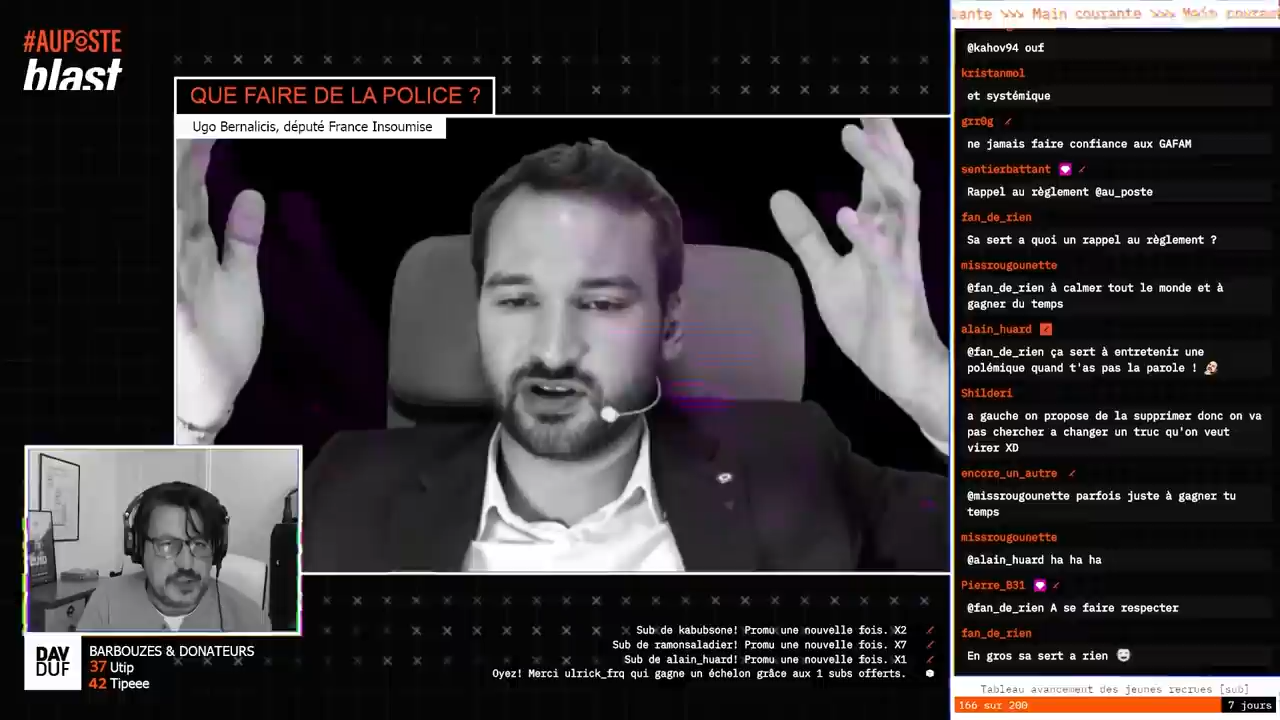 #AUPOSTE
blast
QUE FAIRE DE LA POLICE ?
Ugo Bernalicis, député France Insoumise
DAV
DUF
BARBOUZES & DONATEURS
37 Utip
42 Tipeee
Sub de kabubsone! Promu une nouvelle fois. X2
Sub de ramonsaladier! Promu une nouvelle fois. X7
Sub de alain_huard! Promu une nouvelle fois. X1
Oyez! Merci ulrick_frq qui gagne un échelon grâce aux 1 subs offerts.
ante >>> Main courante >>> Main courant
@kahov94 ouf
kristanmol
et systémique
grr0g
ne jamais faire confiance aux GAFAM
sentierbattant
Rappel au règlement @au_poste
fan_de_rien
Sa sert a quoi un rappel au règlement ?
missrougounette
@fan_de_rien à calmer tout le monde et à
gagner du temps
alain_huard
@fan_de_rien ça sert à entretenir une
polémique quand t'as pas la parole !
Shilderi
a gauche on propose de la supprimer donc on va
pas chercher a changer un truc qu'on veut
virer XD
encore_un_autre
@missrougounette parfois juste à gagner tu
temps
missrougounette
@alain_huard ha ha ha
Pierre_B31
@fan_de_rien A se faire respecter
fan_de_rien
En gros sa sert a rien
Tableau avancement des jeunes recrues [sub]
166 sur 200
7 jours